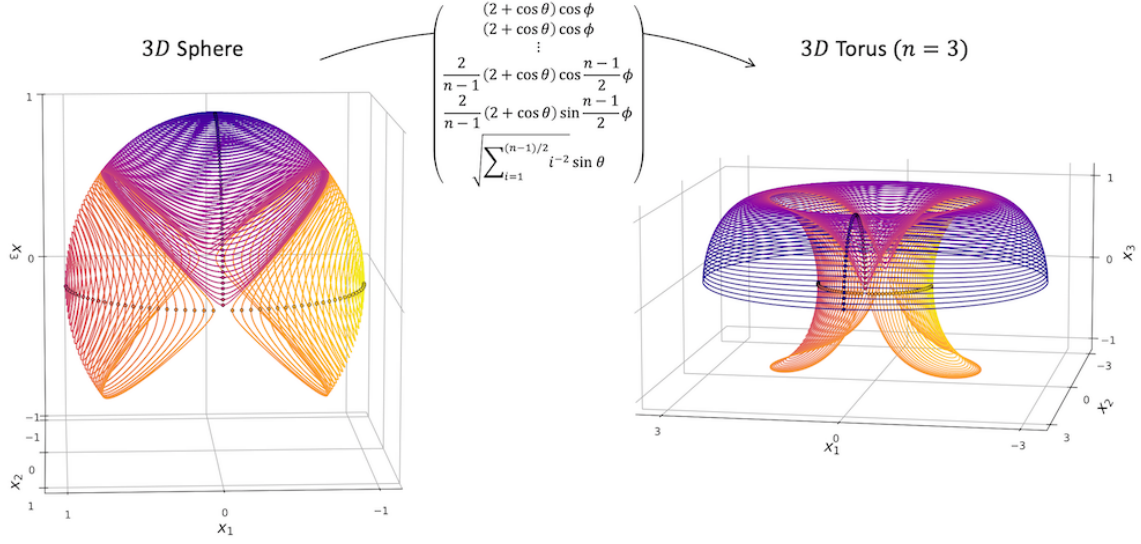 3D Sphere
(2 + cos θ) cos ϕ
(2 + cos θ) cos ϕ
⋮
2/(n − 1) (2 + cos θ) cos (n − 1)/2 ϕ
2/(n − 1) (2 + cos θ) sin (n − 1)/2 ϕ
√(∑_{i=1}^{(n−1)/2} i^{−2}) sin θ
3D Torus (n = 3)
1
x₃
0
−1
−1
x₂
0
1
1
0
−1
x₁
1
x₃
0
−1
−3
0
x₂
3
3
0
−3
x₁